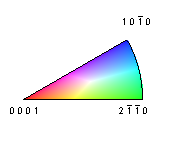 1 0 1̅ 0
0 0 0 1
2 1̅ 1̅ 0